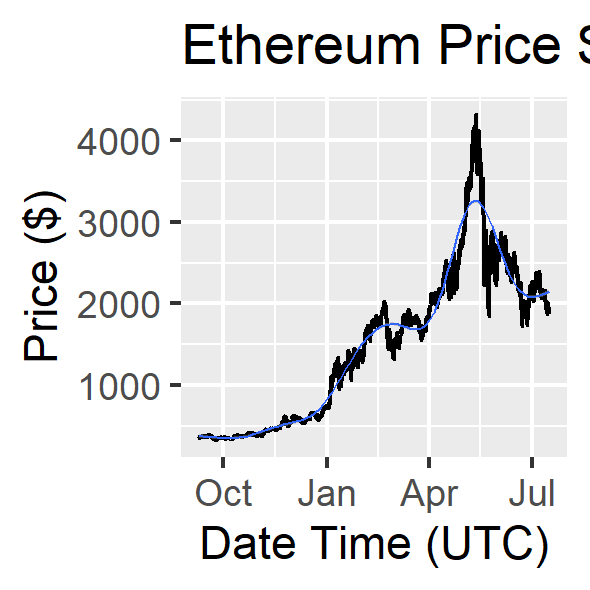 Ethereum Price
Price ($)
4000
3000
2000
1000
Oct Jan Apr Jul
Date Time (UTC)